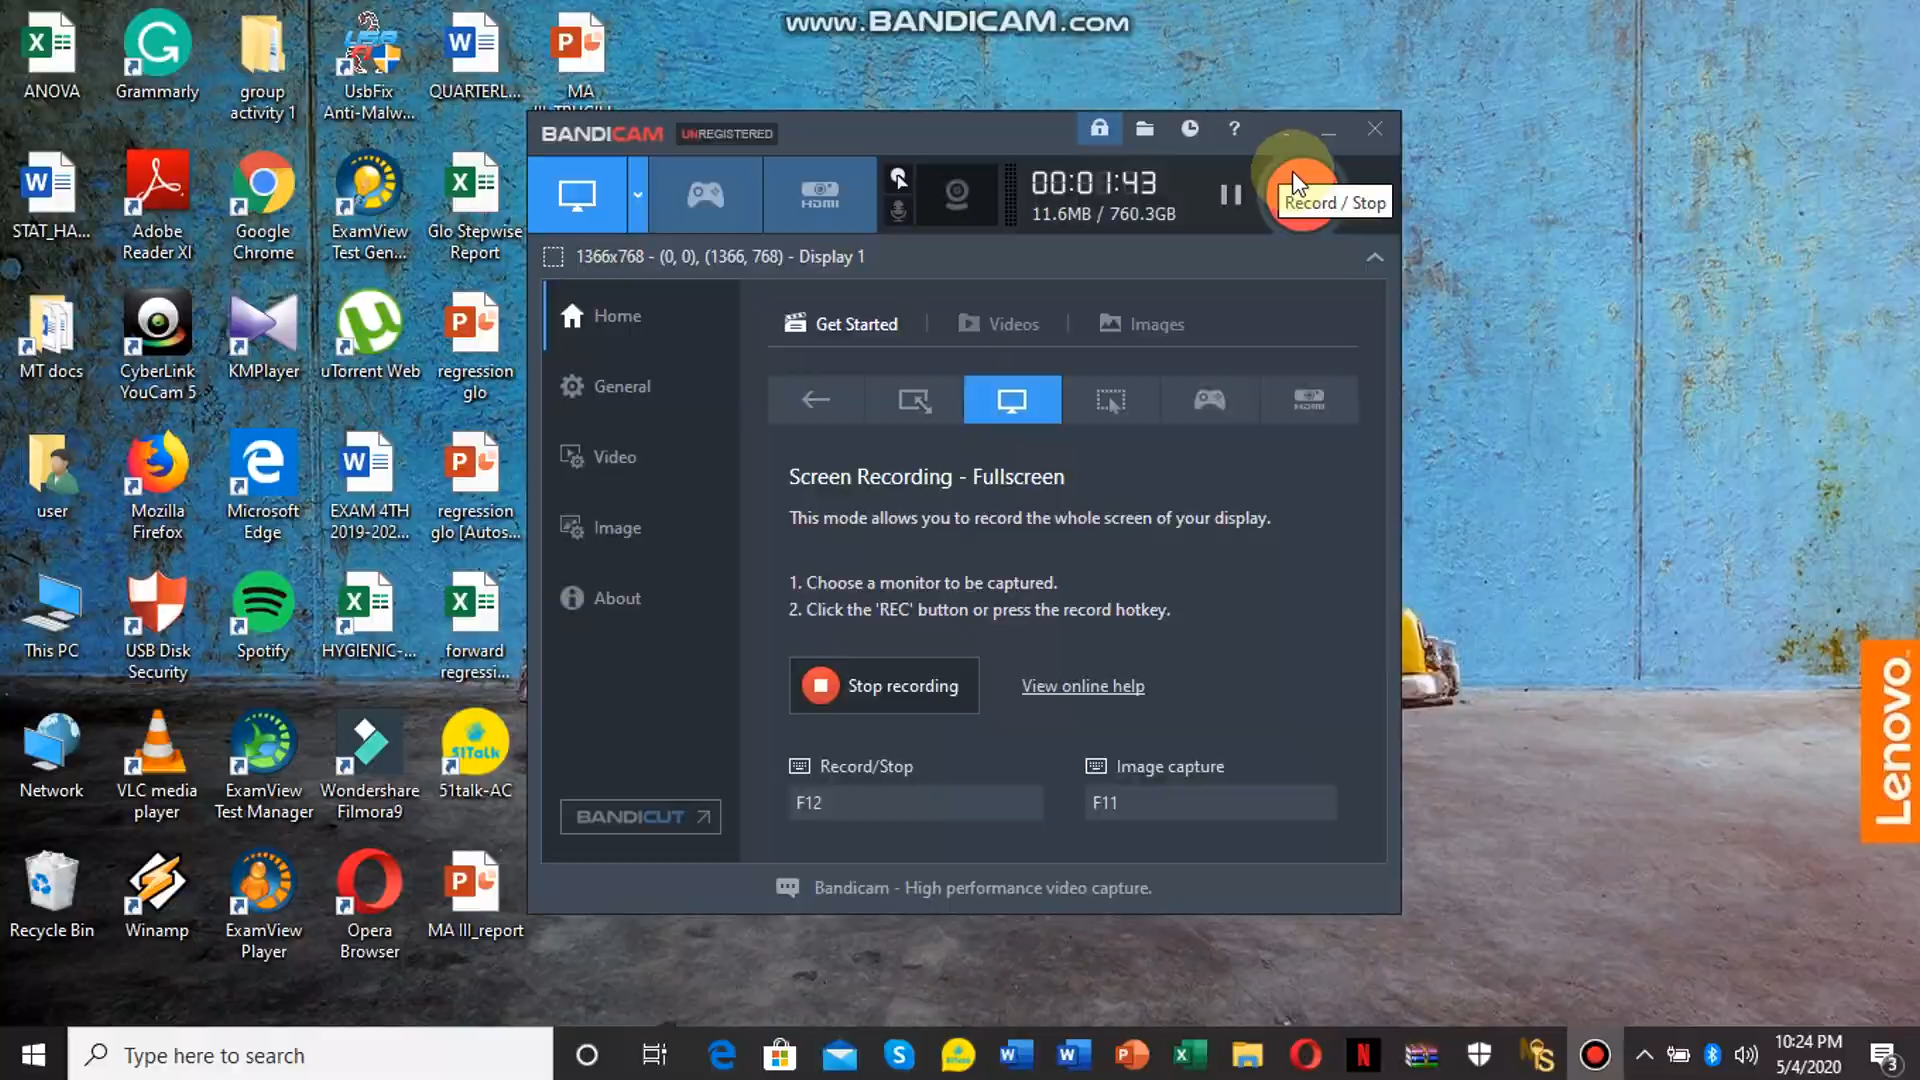 www.BANDICAM.com
ANOVA
Grammarly
group
activity 1
UsbFix
Anti-Malw...
QUARTERL...
MA
STAT_HA...
Adobe
Reader XI
Google
Chrome
ExamView
Test Gen...
Glo Stepwise
Report
MT docs
CyberLink
YouCam 5
KMPlayer
uTorrent Web
regression
glo
user
Mozilla
Firefox
Microsoft
Edge
EXAM 4TH
2019-202...
regression
glo [Autos...
This PC
USB Disk
Security
Spotify
HYGIENIC-...
forward
regressi...
Network
VLC media
player
ExamView
Test Manager
Wondershare
Filmora9
51Talk
51talk-AC
Recycle Bin
Winamp
ExamView
Player
Opera
Browser
MA III_report
BANDICAM UNREGISTERED
HDMI
00:01:43
11.6MB / 760.3GB
Record / Stop
1366x768 - (0, 0), (1366, 768) - Display 1
Home
General
Video
Image
About
BANDICUT
Get Started
Videos
Images
HDMI
Screen Recording - Fullscreen
This mode allows you to record the whole screen of your display.
1. Choose a monitor to be captured.
2. Click the 'REC' button or press the record hotkey.
Stop recording
View online help
Record/Stop
Image capture
F12
F11
Bandicam - High performance video capture.
Lenovo
Type here to search
10:24 PM
5/4/2020
3